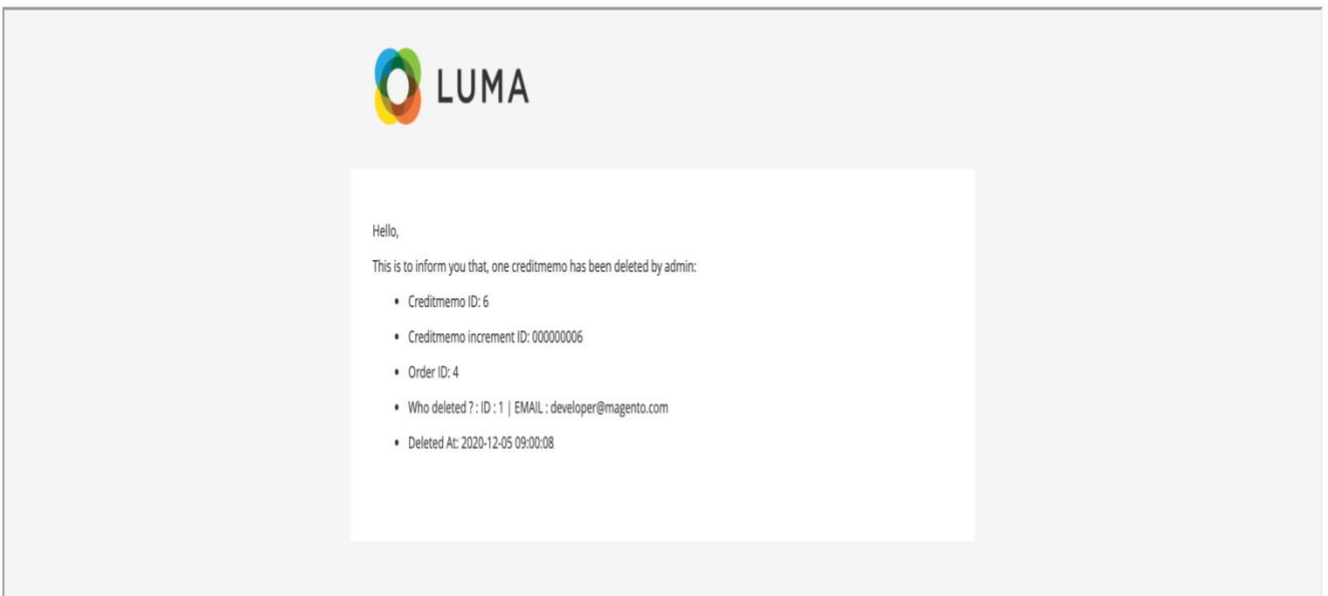 LUMA
Hello,
This is to inform you that, one creditmemo has been deleted by admin:
• Creditmemo ID: 6
• Creditmemo increment ID: 000000006
• Order ID: 4
• Who deleted ? : ID : 1 | EMAIL : developer@magento.com
• Deleted At: 2020-12-05 09:00:08